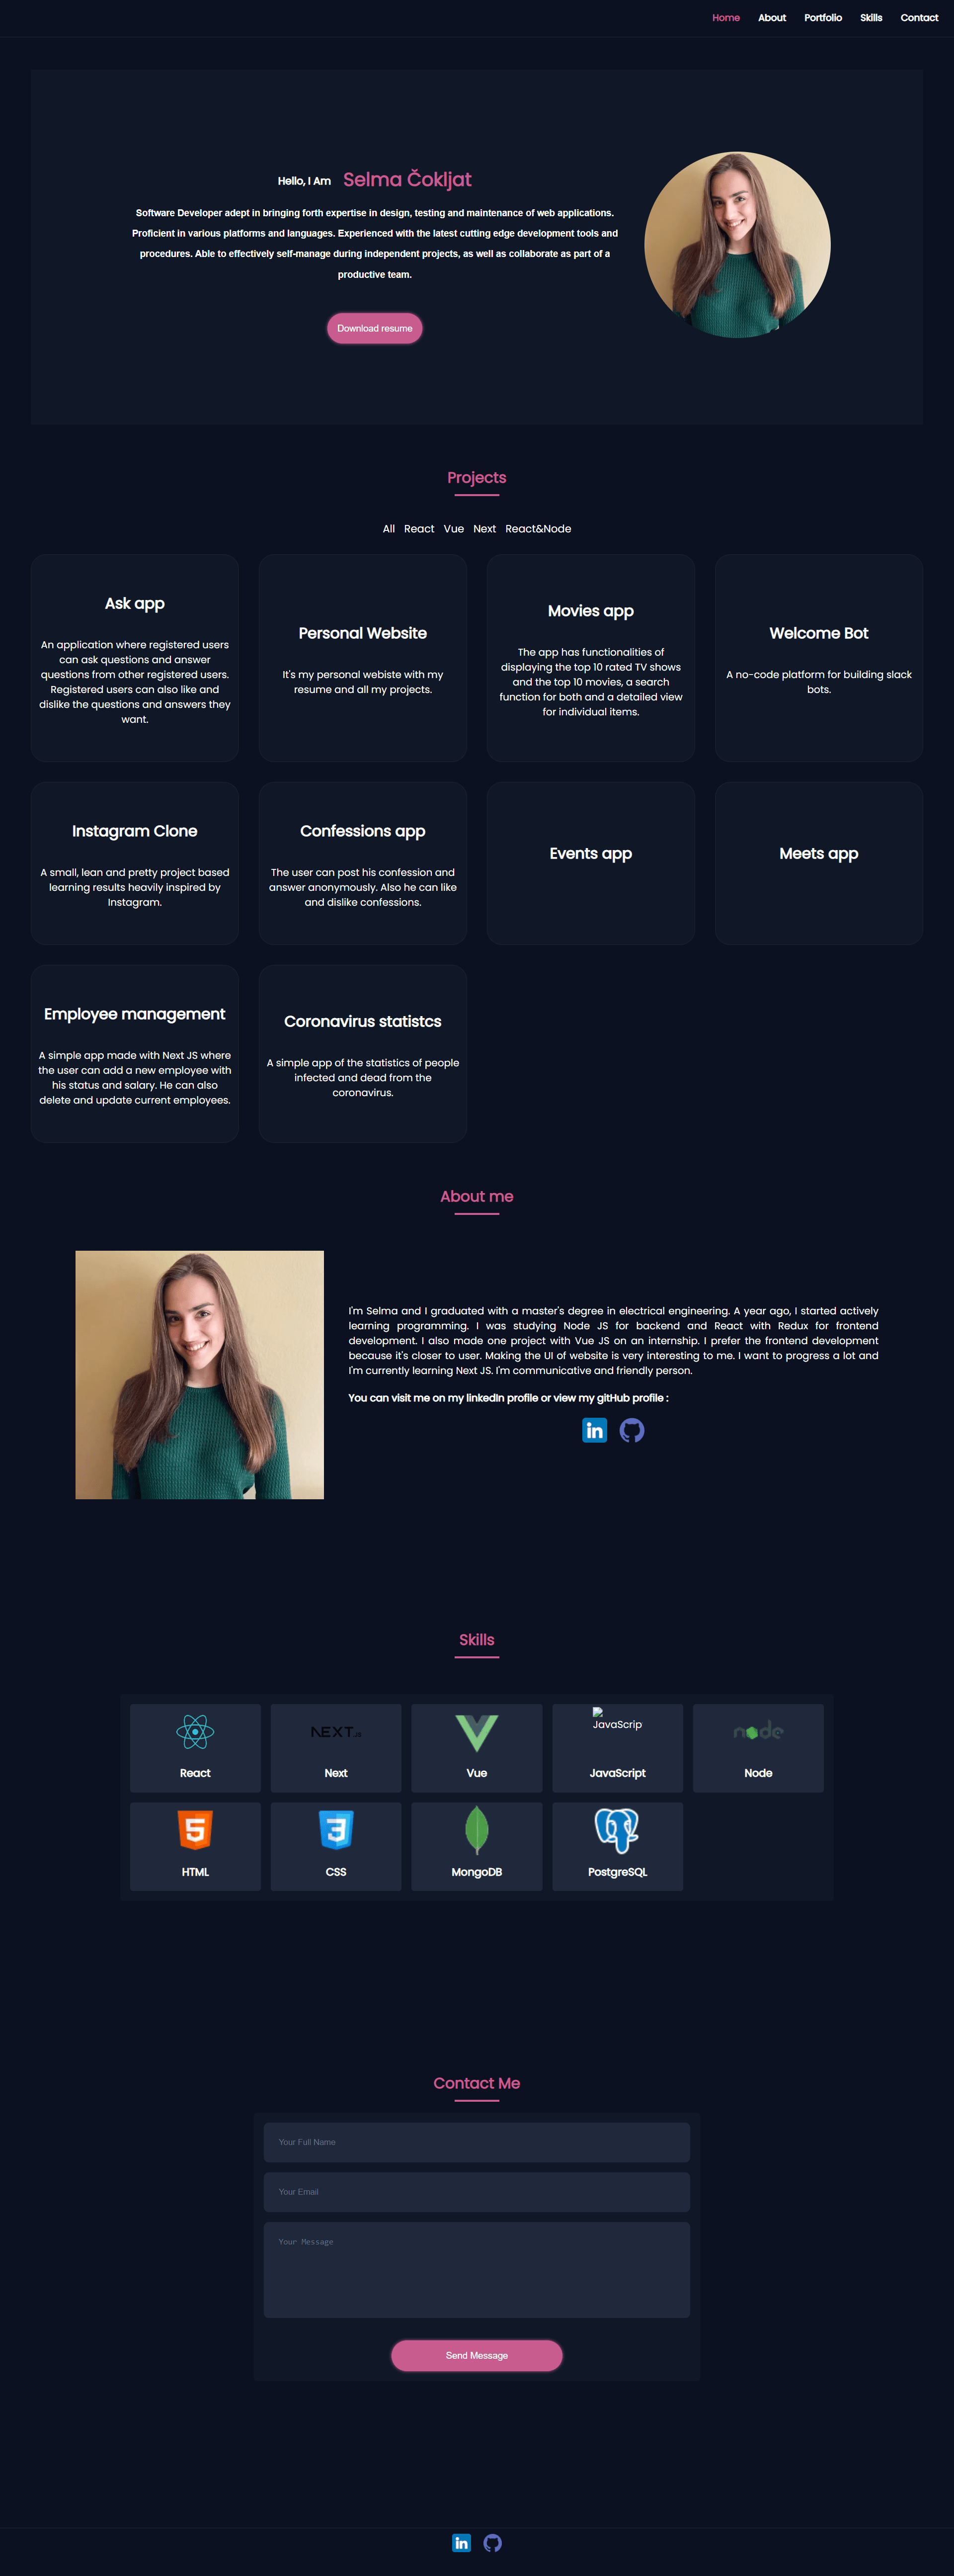 Home About Portfolio Skills Contact
Hello, I Am Selma Čokljat
Software Developer adept in bringing forth expertise in design, testing and maintenance of web applications.
Proficient in various platforms and languages. Experienced with the latest cutting edge development tools and
procedures. Able to effectively self-manage during independent projects, as well as collaborate as part of a
productive team.
Download resume
Projects
All React Vue Next React&Node
Ask app
An application where registered users
can ask questions and answer
questions from other registered users.
Registered users can also like and
dislike the questions and answers they
want.
Personal Website
It's my personal webiste with my
resume and all my projects.
Movies app
The app has functionalities of
displaying the top 10 rated TV shows
and the top 10 movies, a search
function for both and a detailed view
for individual items.
Welcome Bot
A no-code platform for building slack
bots.
Instagram Clone
A small, lean and pretty project based
learning results heavily inspired by
Instagram.
Confessions app
The user can post his confession and
answer anonymously. Also he can like
and dislike confessions.
Events app
Meets app
Employee management
A simple app made with Next JS where
the user can add a new employee with
his status and salary. He can also
delete and update current employees.
Coronavirus statistcs
A simple app of the statistics of people
infected and dead from the
coronavirus.
About me
I'm Selma and I graduated with a master's degree in electrical engineering. A year ago, I started actively
learning programming. I was studying Node JS for backend and React with Redux for frontend
development. I also made one project with Vue JS on an internship. I prefer the frontend development
because it's closer to user. Making the UI of website is very interesting to me. I want to progress a lot and
I'm currently learning Next JS. I'm communicative and friendly person.
You can visit me on my linkedIn profile or view my gitHub profile :
in
Skills
React
NEXT.JS
Next
Vue
JavaScrip
JavaScript
node
Node
5
HTML
3
CSS
MongoDB
PostgreSQL
Contact Me
Your Full Name
Your Email
Your Message
Send Message
in